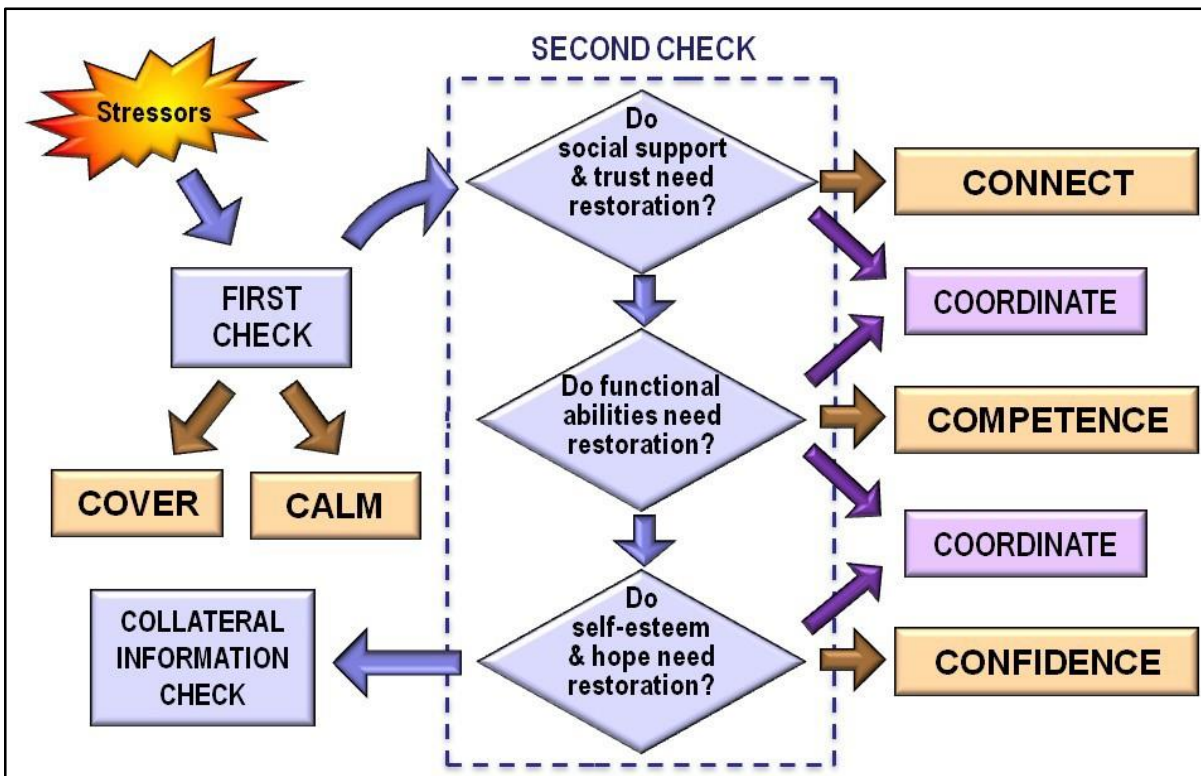 SECOND CHECK
Stressors
Do
social support
& trust need
restoration?
CONNECT
FIRST
CHECK
COORDINATE
Do functional
abilities need
restoration?
COMPETENCE
COVER
CALM
COORDINATE
COLLATERAL
INFORMATION
CHECK
Do
self-esteem
& hope need
restoration?
CONFIDENCE